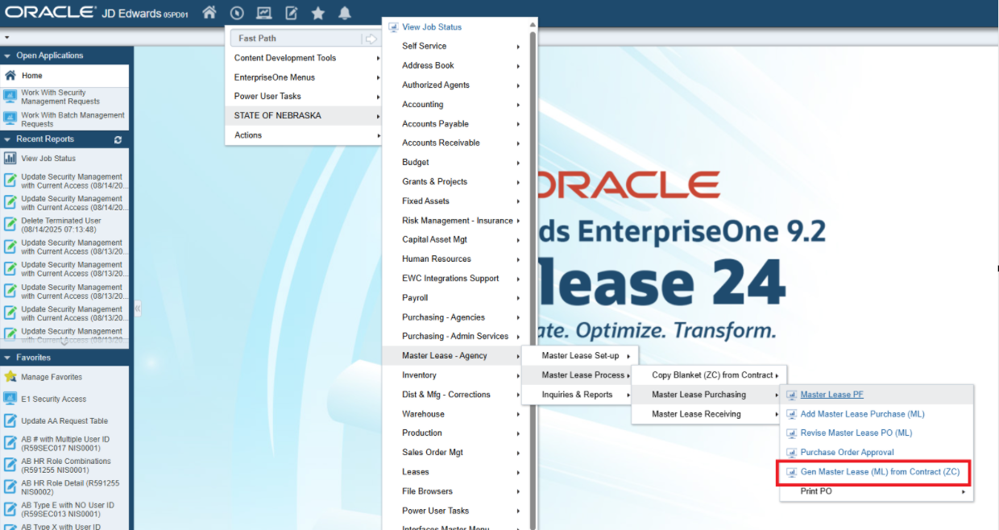 ORACLE JD Edwards 05PD01
Open Applications
Home
Work With Security
Management Requests
Work With Batch Management
Requests
Recent Reports
View Job Status
Update Security Management
with Current Access (08/14/20...
Update Security Management
with Current Access (08/14/20...
Delete Terminated User
(08/14/2025 07:13:48)
Update Security Management
with Current Access (08/13/20...
Update Security Management
with Current Access (08/13/20...
Update Security Management
with Current Access (08/13/20...
Update Security Management
with Current Access (08/13/20...
Update Security Management
with Current Access (08/13/20...
Favorites
Manage Favorites
E1 Security Access
Update AA Request Table
AB # with Multiple User ID
(R59SEC017 NIS0001)
AB HR Role Combinations
(R591255 NIS0001)
AB HR Role Detail (R591255
NIS0002)
AB Type E with NO User ID
(R59SEC013 NIS0001)
AB Type X with User ID
Fast Path
Content Development Tools
EnterpriseOne Menus
Power User Tasks
STATE OF NEBRASKA
Actions
View Job Status
Self Service
Address Book
Authorized Agents
Accounting
Accounts Payable
Accounts Receivable
Budget
Grants & Projects
Fixed Assets
Risk Management - Insurance
Capital Asset Mgt
Human Resources
EWC Integrations Support
Payroll
Purchasing - Agencies
Purchasing - Admin Services
Master Lease - Agency
Inventory
Dist & Mfg - Corrections
Warehouse
Production
Sales Order Mgt
Leases
File Browsers
Power User Tasks
Interfaces Master Menu
Master Lease Set-up
Master Lease Process
Inquiries & Reports
Copy Blanket (ZC) from Contract
Master Lease Purchasing
Master Lease Receiving
Master Lease PF
Add Master Lease Purchase (ML)
Revise Master Lease PO (ML)
Purchase Order Approval
Gen Master Lease (ML) from Contract (ZC)
Print PO
ORACLE
ds EnterpriseOne 9.2
lease 24
ate. Optimize. Transform.